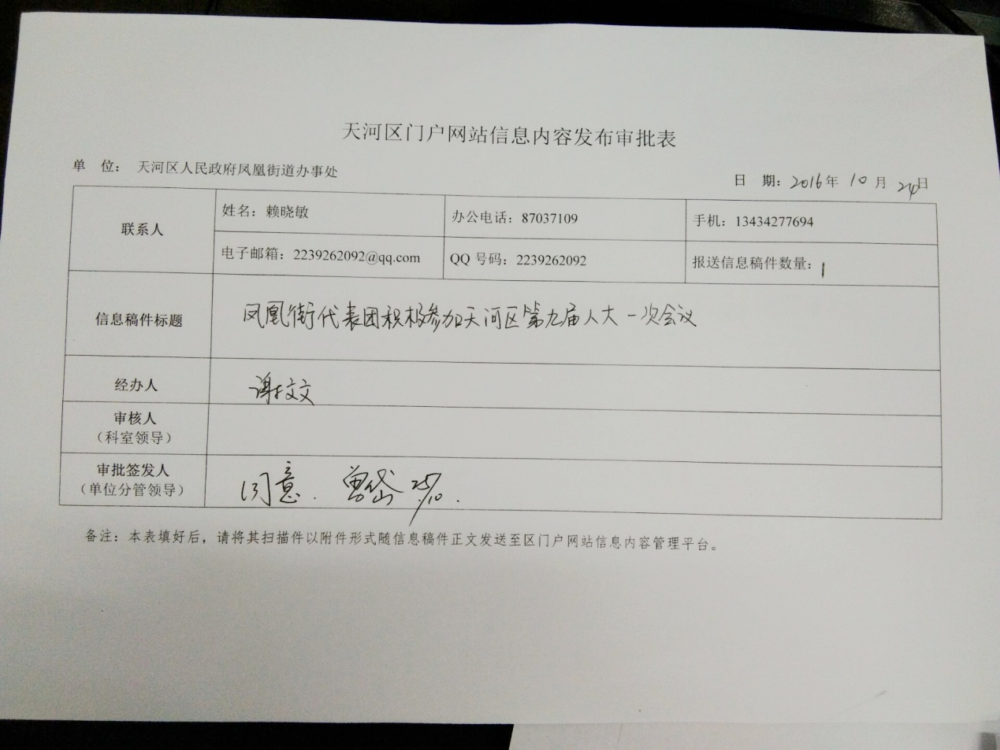 天河区门户网站信息内容发布审批表
单 位： 天河区人民政府凤凰街道办事处
日 期：2016年 10月 24日
联系人
姓名：赖晓敏
办公电话：87037109
手机：13434277694
电子邮箱：2239262092@qq.com
QQ 号码：2239262092
报送信息稿件数量：1
信息稿件标题
凤凰街代表团积极参加天河区第九届人大一次会议
经办人
谢文
审核人
（科室领导）
审批签发人
（单位分管领导）
同意. 曾 25/10.
备注：本表填好后，请将其扫描件以附件形式随信息稿件正文发送至区门户网站信息内容管理平台。